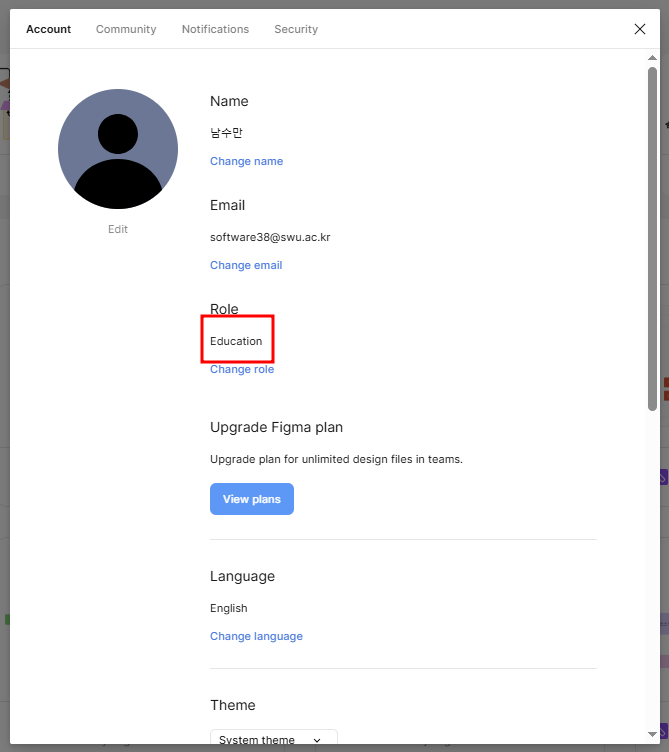 Account Community Notifications Security
Name
남수만
Change name
Edit
Email
software38@swu.ac.kr
Change email
Role
Education
Change role
Upgrade Figma plan
Upgrade plan for unlimited design files in teams.
View plans
Language
English
Change language
Theme
System theme